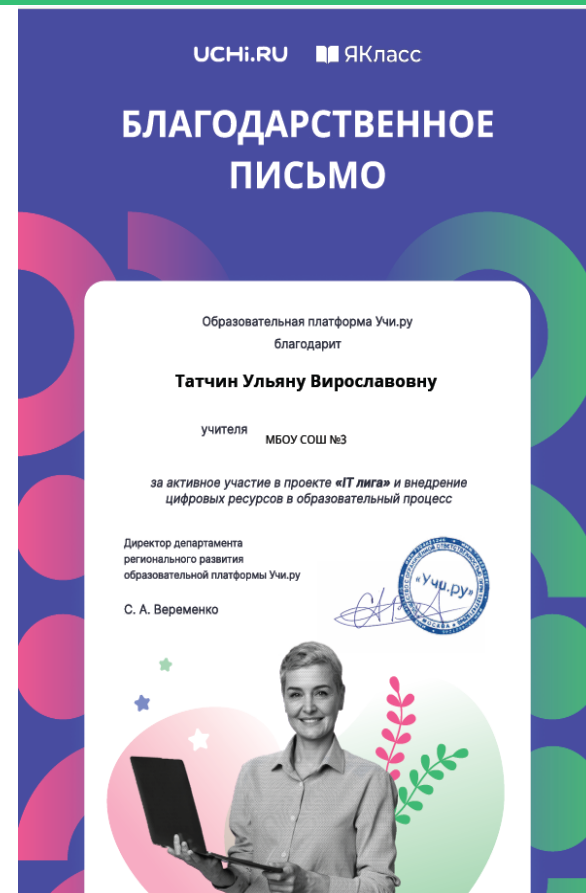 UCHi.RU ЯКласс
БЛАГОДАРСТВЕННОЕ
ПИСЬМО
Образовательная платформа Учи.ру
благодарит
Татчин Ульяну Вирославовну
учителя
МБОУ СОШ №3
за активное участие в проекте «IT лига» и внедрение
цифровых ресурсов в образовательный процесс
Директор департамента
регионального развития
образовательной платформы Учи.ру
С. А. Веременко
«Учи.ру»
МОСКВА